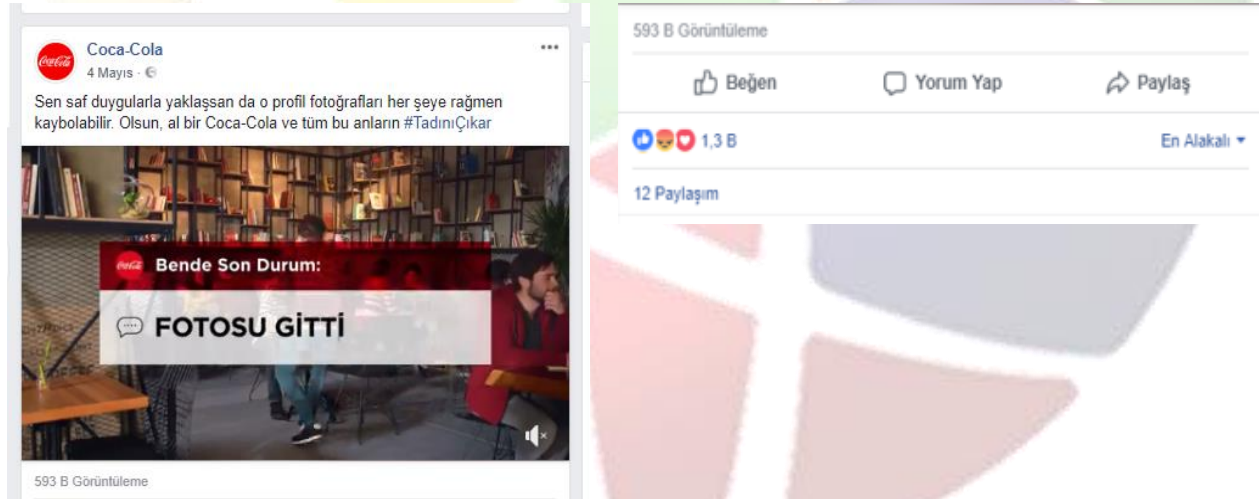 Coca-Cola
4 Mayıs
Sen saf duygularla yaklaşsan da o profil fotoğrafları her şeye rağmen
kaybolabilir. Olsun, al bir Coca-Cola ve tüm bu anların #TadınıÇıkar
Coca-Cola
Bende Son Durum:
FOTOSU GİTTİ
593 B Görüntüleme
593 B Görüntüleme
Beğen Yorum Yap Paylaş
1,3 B En Alakalı
12 Paylaşım